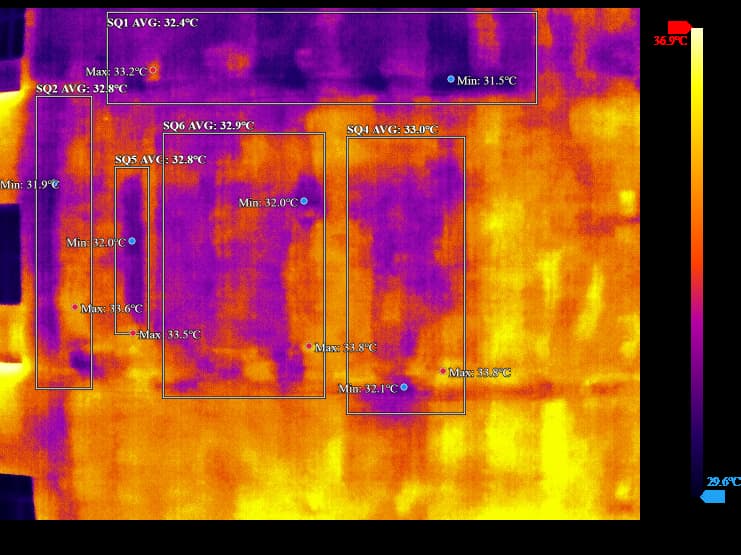 SQ1 AVG: 32.4℃
36.9℃
Max: 33.2℃
Min: 31.5℃
SQ2 AVG: 32.8℃
SQ6 AVG: 32.9℃
SQ4 AVG: 33.0℃
SQ5 AVG: 32.8℃
Min: 31.9℃
Min: 32.0℃
Min: 32.0℃
Max: 33.6℃
Max: 33.5℃
Max: 33.8℃
Max: 33.8℃
Min: 32.1℃
29.6℃